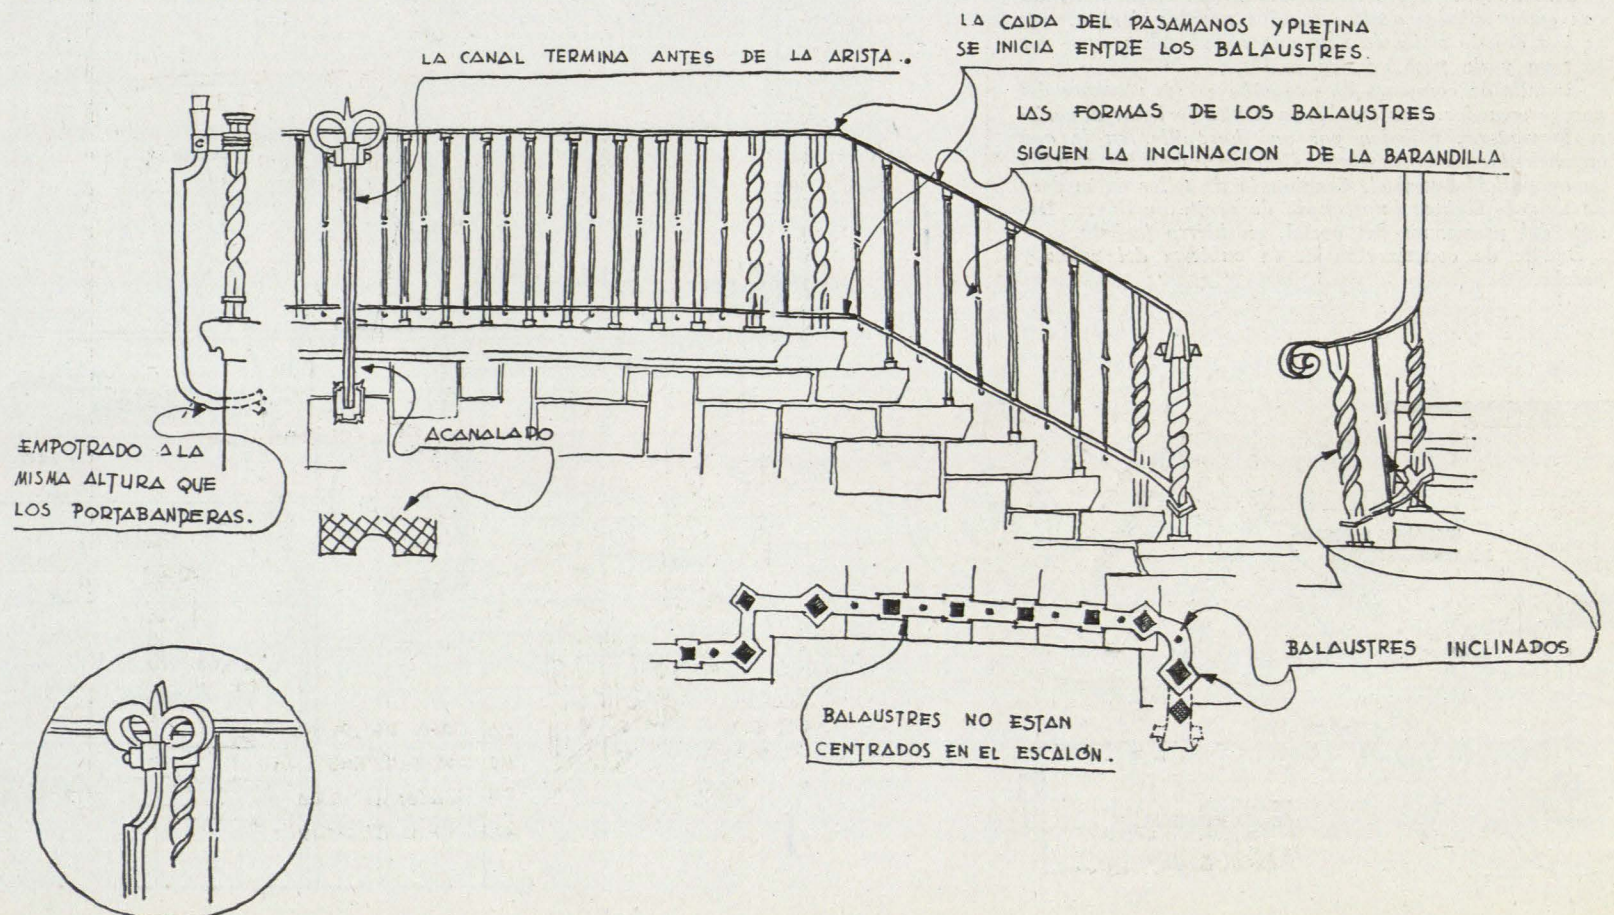 LA CAIDA DEL PASAMANOS Y PLETINA
SE INICIA ENTRE LOS BALAUSTRES.
LA CANAL TERMINA ANTES DE LA ARISTA.
LAS FORMAS DE LOS BALAUSTRES
SIGUEN LA INCLINACION DE LA BARANDILLA
EMPOTRADO A LA
MISMA ALTURA QUE
LOS PORTABANDERAS.
ACANALADO
BALAUSTRES INCLINADOS
BALAUSTRES NO ESTAN
CENTRADOS EN EL ESCALÓN.